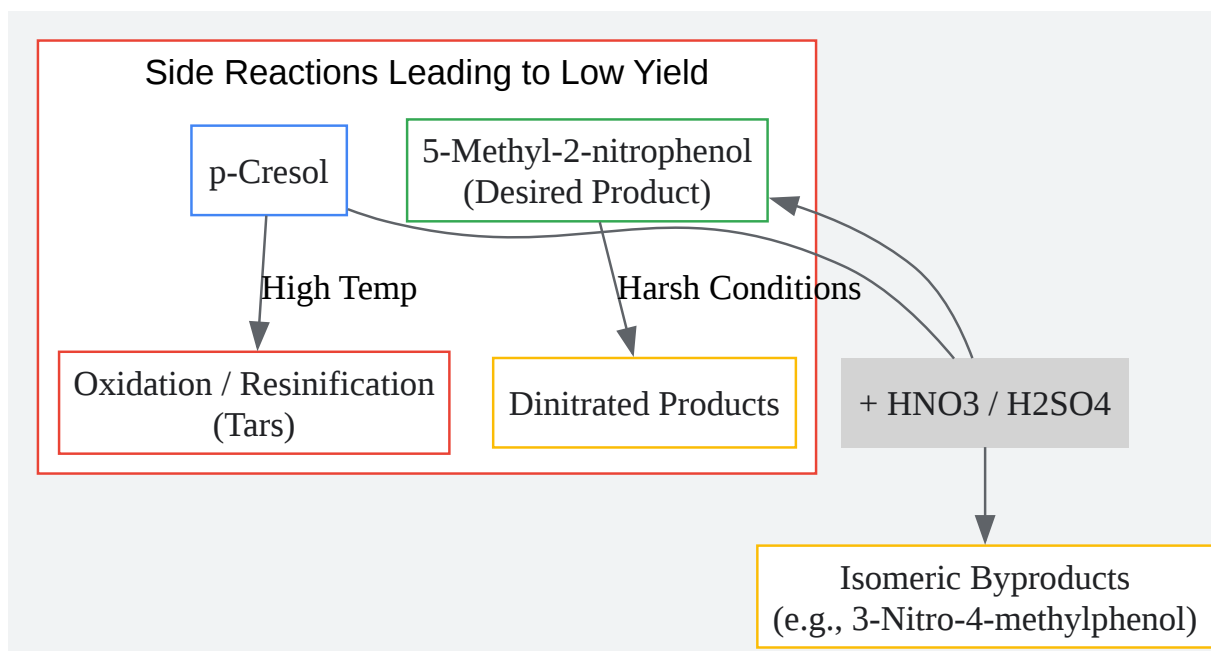 Side Reactions Leading to Low Yield
p-Cresol
5-Methyl-2-nitrophenol
(Desired Product)
High Temp
Harsh Conditions
Oxidation / Resinification
(Tars)
Dinitrated Products
+ HNO3 / H2SO4
Isomeric Byproducts
(e.g., 3-Nitro-4-methylphenol)